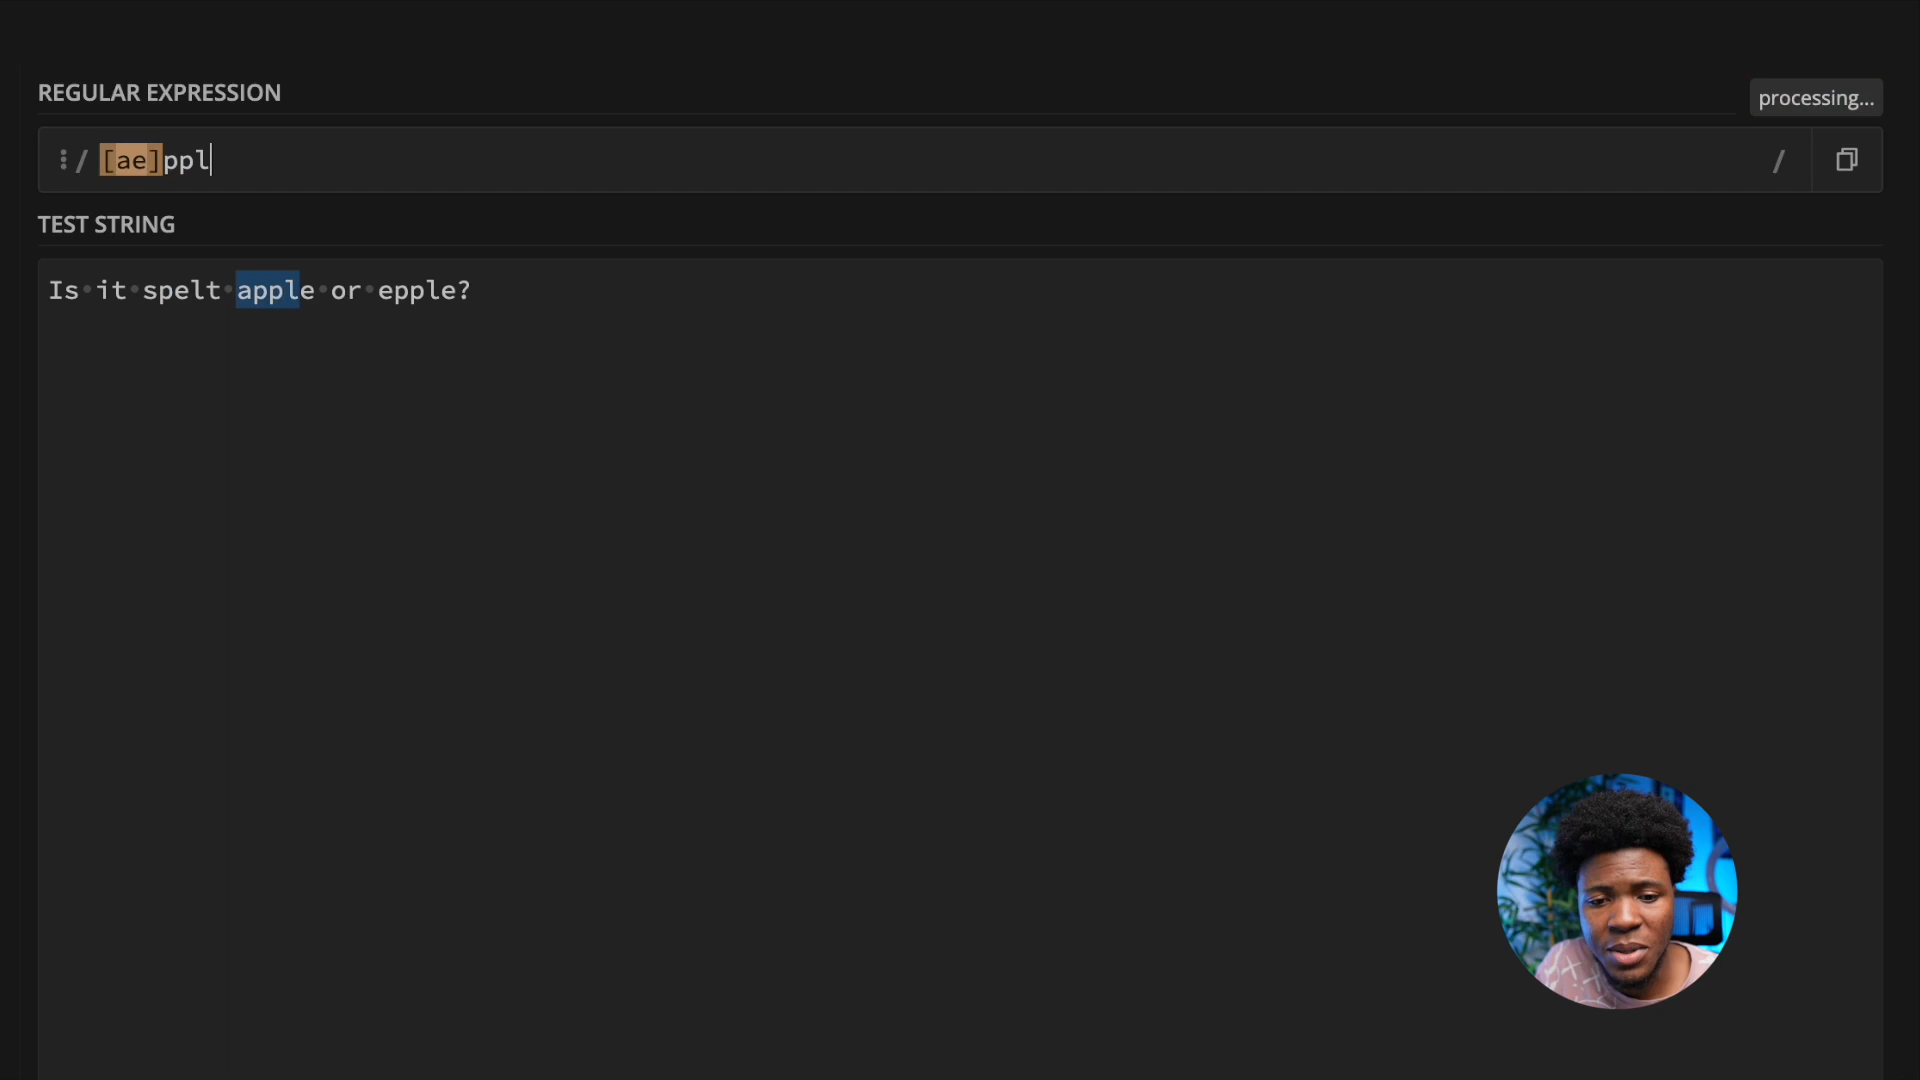 REGULAR EXPRESSION
processing...
/ [ae]ppl /
TEST STRING
Is·it·spelt·apple·or·epple?